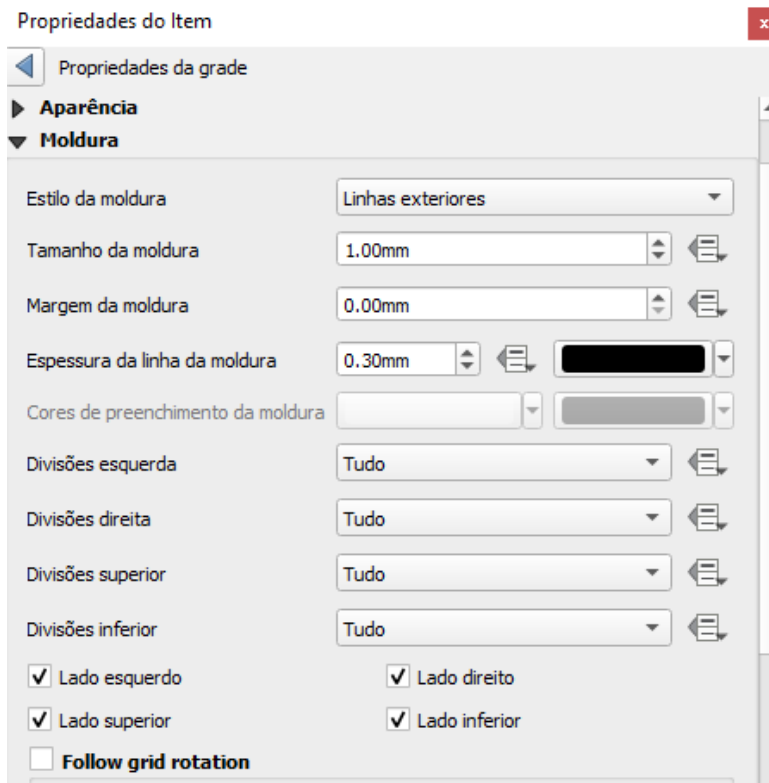 Propriedades do Item
x
Propriedades da grade
Aparência
Moldura
Estilo da moldura Linhas exteriores
Tamanho da moldura 1.00mm
Margem da moldura 0.00mm
Espessura da linha da moldura 0.30mm
Cores de preenchimento da moldura
Divisões esquerda Tudo
Divisões direita Tudo
Divisões superior Tudo
Divisões inferior Tudo
Lado esquerdo Lado direito
Lado superior Lado inferior
Follow grid rotation